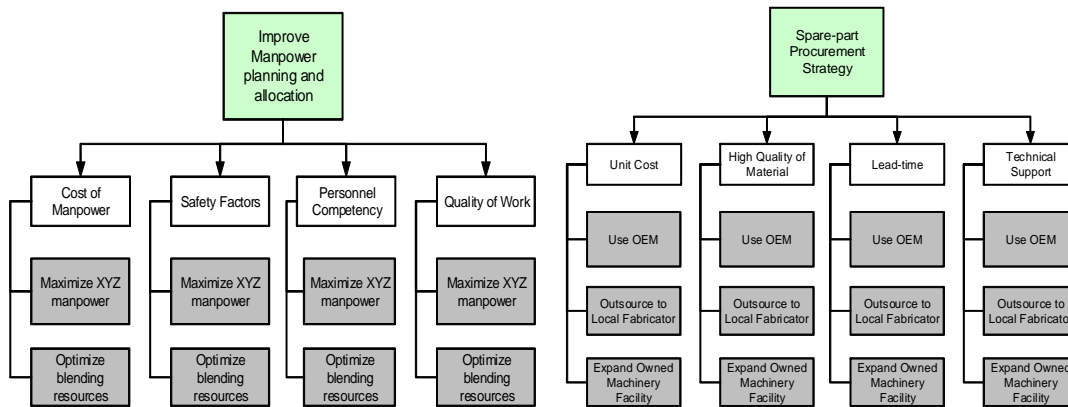 Improve
Manpower
planning and
allocation
Cost of
Manpower
Safety Factors
Personnel
Competency
Quality of Work
Maximize XYZ
manpower
Maximize XYZ
manpower
Maximize XYZ
manpower
Maximize XYZ
manpower
Optimize
blending
resources
Optimize
blending
resources
Optimize
blending
resources
Optimize
blending
resources
Spare-part
Procurement
Strategy
Unit Cost
High Quality of
Material
Lead-time
Technical
Support
Use OEM
Use OEM
Use OEM
Use OEM
Outsource to
Local Fabricator
Outsource to
Local Fabricator
Outsource to
Local Fabricator
Outsource to
Local Fabricator
Expand Owned
Machinery
Facility
Expand Owned
Machinery
Facility
Expand Owned
Machinery
Facility
Expand Owned
Machinery
Facility